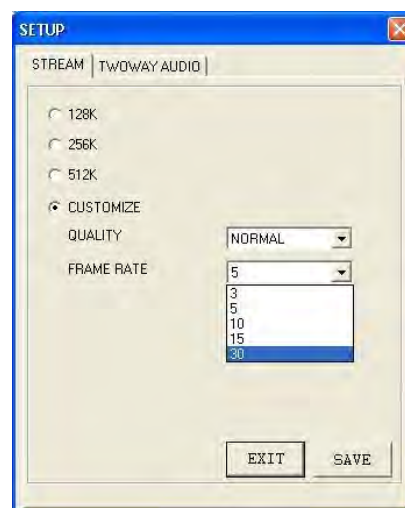 SETUP
STREAM TWOWAY AUDIO
128K
256K
512K
CUSTOMIZE
QUALITY NORMAL
FRAME RATE 5
3
5
10
15
30
EXIT SAVE